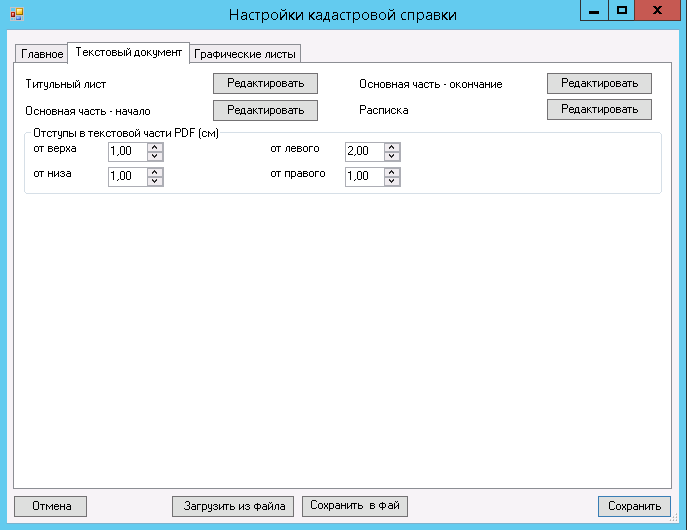 Настройки кадастровой справки
Главное Текстовый документ Графические листы
Титульный лист Редактировать Основная часть - окончание Редактировать
Основная часть - начало Редактировать Расписка Редактировать
Отступы в текстовой части PDF (см)
от верха 1,00 от левого 2,00
от низа 1,00 от правого 1,00
Отмена Загрузить из файла Сохранить в фай Сохранить